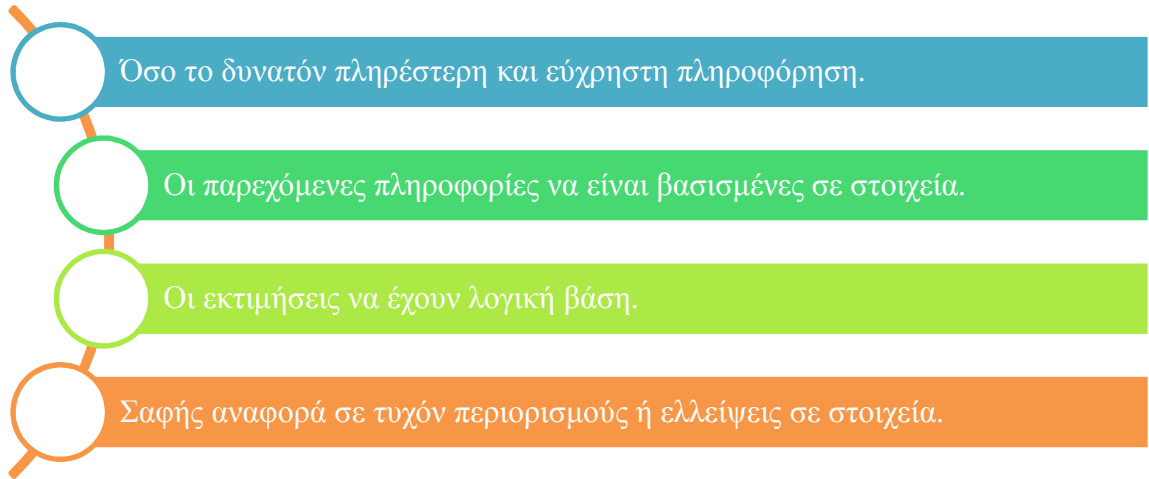 Όσο το δυνατόν πληρέστερη και εύχρηστη πληροφόρηση.
Οι παρεχόμενες πληροφορίες να είναι βασισμένες σε στοιχεία.
Οι εκτιμήσεις να έχουν λογική βάση.
Σαφής αναφορά σε τυχόν περιορισμούς ή ελλείψεις σε στοιχεία.